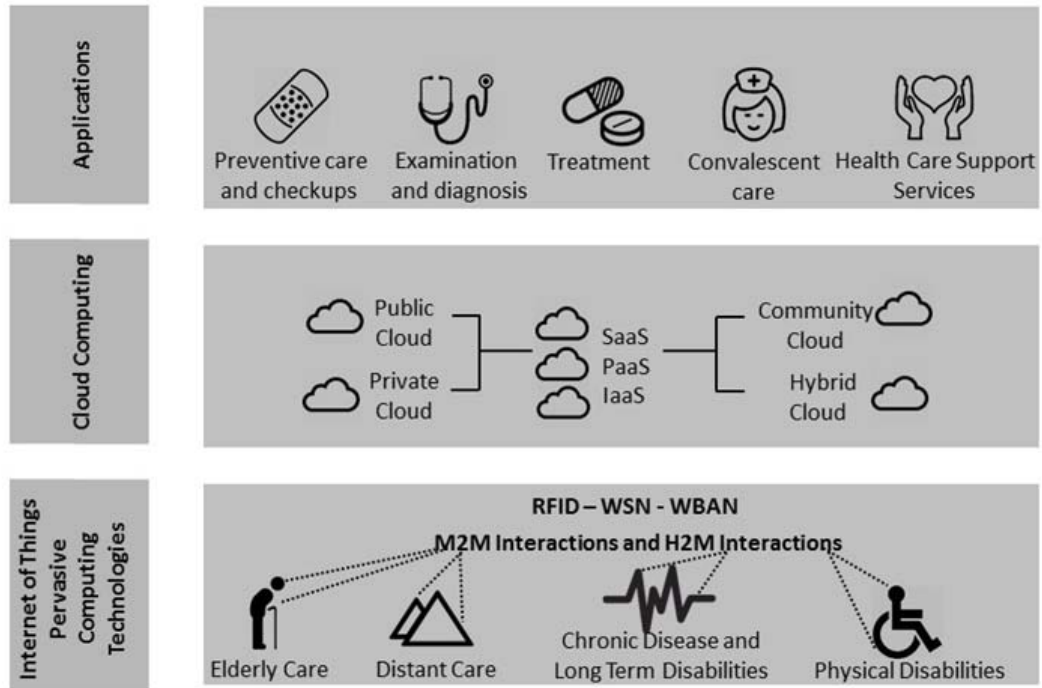 Applications
Preventive care
and checkups
Examination
and diagnosis
Treatment
Convalescent
care
Health Care Support
Services
Cloud Computing
Public
Cloud
Private
Cloud
SaaS
PaaS
IaaS
Community
Cloud
Hybrid
Cloud
Internet of Things
Pervasive
Computing
Technologies
RFID – WSN - WBAN
M2M Interactions and H2M Interactions
Elderly Care
Distant Care
Chronic Disease and
Long Term Disabilities
Physical Disabilities